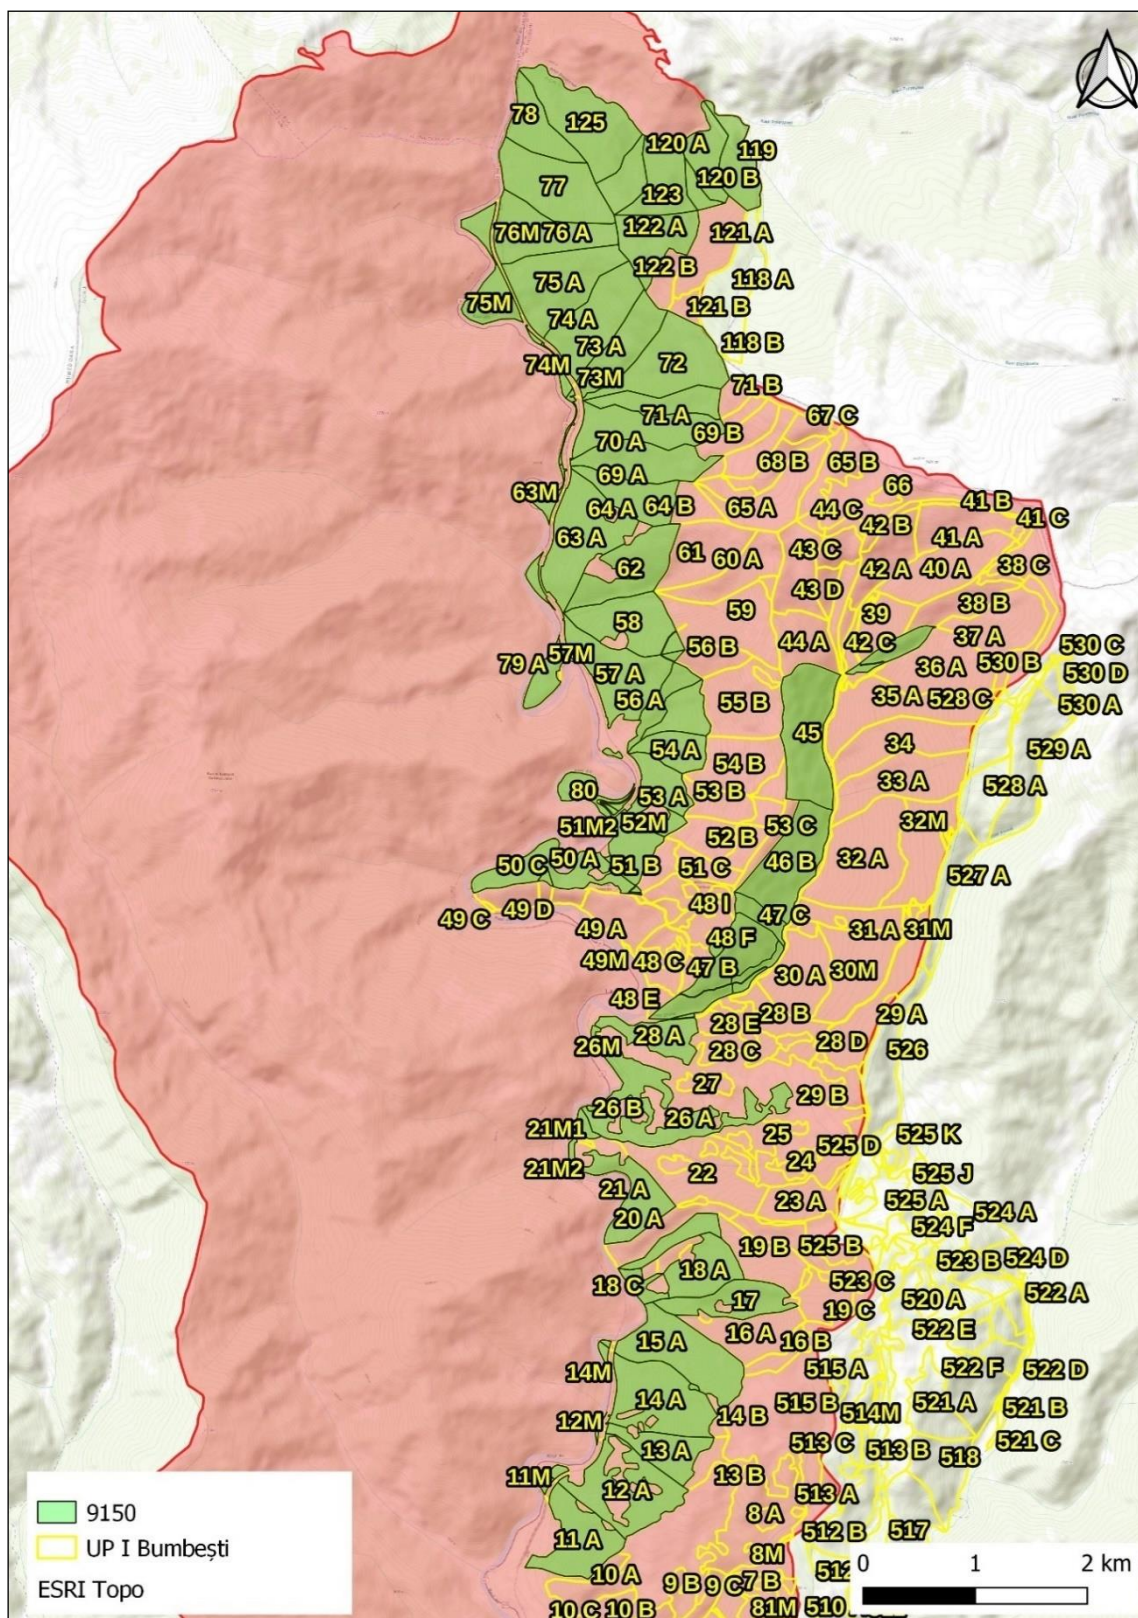 78
125
120 A
119
120 B
77
123
76M
76 A
122 A
121 A
122 B
75 A
118 A
75M
121 B
74 A
73 A
118 B
74M
73M
72
71 B
71 A
67 C
70 A
69 B
68 B
65 B
69 A
66
63M
64 A
64 B
65 A
44 C
41 B
41 C
63 A
42 B
41 A
61
60 A
43 C
62
42 A
40 A
38 C
43 D
59
38 B
58
39
44 A
42 C
37 A
56 B
57M
79 A
57 A
36 A
530 B
530 C
530 D
56 A
55 B
35 A
528 C
530 A
45
54 A
34
529 A
54 B
33 A
528 A
80
53 A
53 B
51M2
52M
52 B
53 C
32M
50 C
50 A
51 B
51 C
46 B
32 A
527 A
48 I
49 C
49 D
47 C
49 A
48 F
31 A
31M
49M
48 C
47 B
30 A
30M
48 E
28 B
29 A
26M
28 A
28 E
28 C
28 D
526
27
26 B
26 A
29 B
21M1
25
525 D
525 K
21M2
22
24
525 J
21 A
23 A
525 A
524 A
20 A
524 F
19 B
525 B
523 B
524 D
18 C
18 A
523 C
522 A
17
520 A
19 C
15 A
16 A
16 B
522 E
14M
515 A
522 F
522 D
14 A
515 B
521 A
12M
14 B
514M
521 B
13 A
513 C
513 B
518
521 C
11M
12 A
13 B
513 A
8 A
512 B
517
11 A
8M
10 A
9 B
9 C
7 B
10 C
10 B
81M
510
9150
UP I Bumbești
ESRI Topo
0 1 2 km